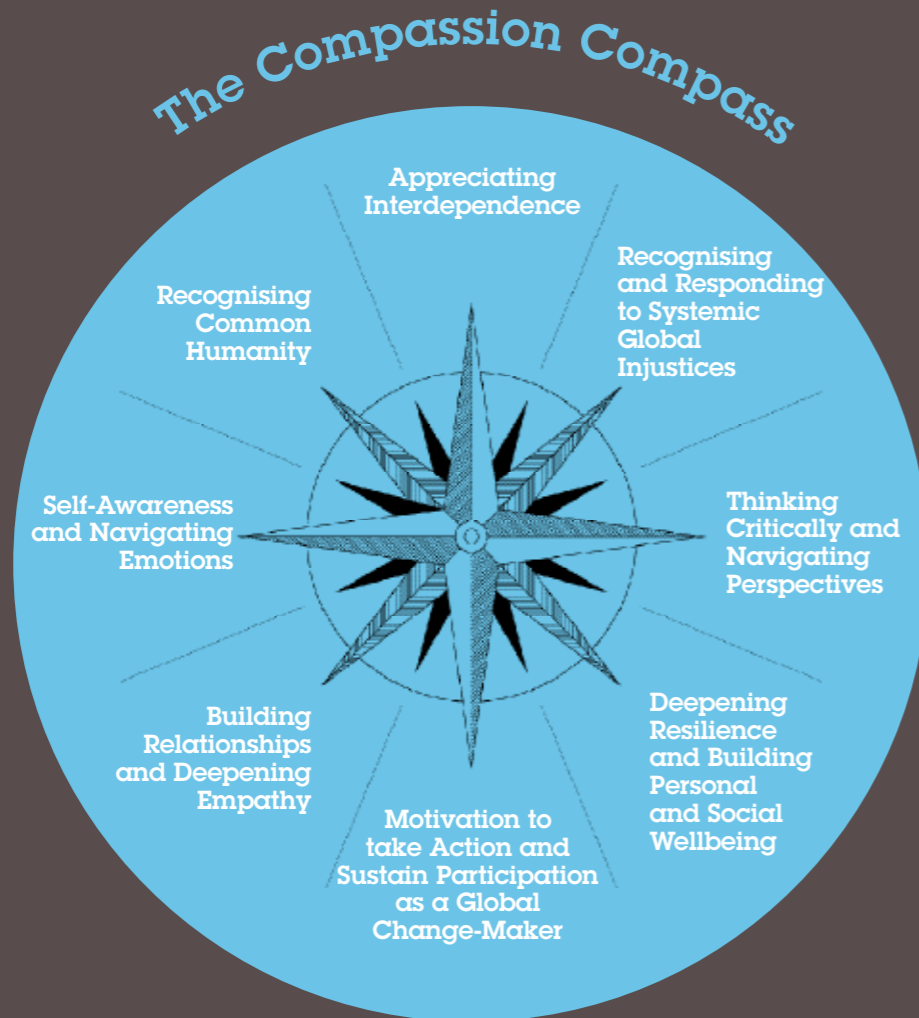 The Compassion Compass
Appreciating
Interdependence
Recognising
and Responding
to Systemic
Global
Injustices
Thinking
Critically and
Navigating
Perspectives
Deepening
Resilience
and Building
Personal
and Social
Wellbeing
Motivation to
take Action and
Sustain Participation
as a Global
Change-Maker
Building
Relationships
and Deepening
Empathy
Self-Awareness
and Navigating
Emotions
Recognising
Common
Humanity